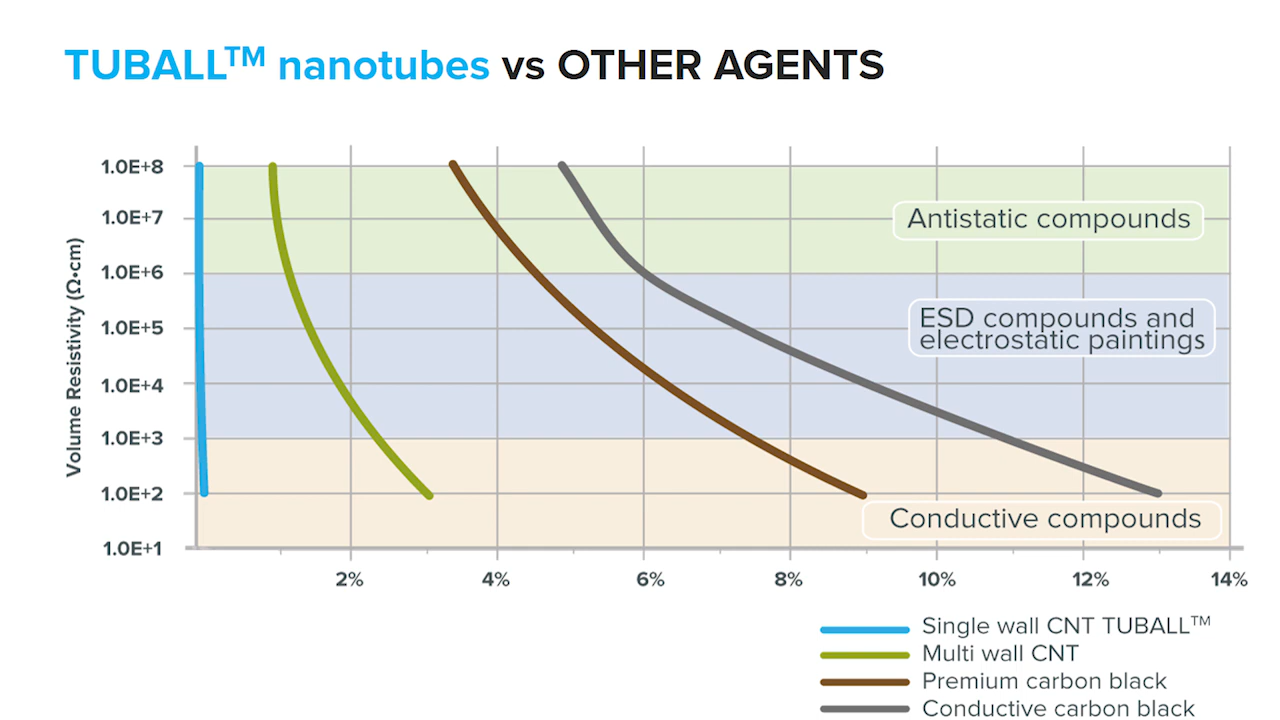 TUBALL™ nanotubes vs OTHER AGENTS
Volume Resistivity (Ω•cm)
1.0E+8
1.0E+7
1.0E+6
1.0E+5
1.0E+4
1.0E+3
1.0E+2
1.0E+1
Antistatic compounds
ESD compounds and
electrostatic paintings
Conductive compounds
2%
4%
6%
8%
10%
12%
14%
Single wall CNT TUBALL™
Multi wall CNT
Premium carbon black
Conductive carbon black